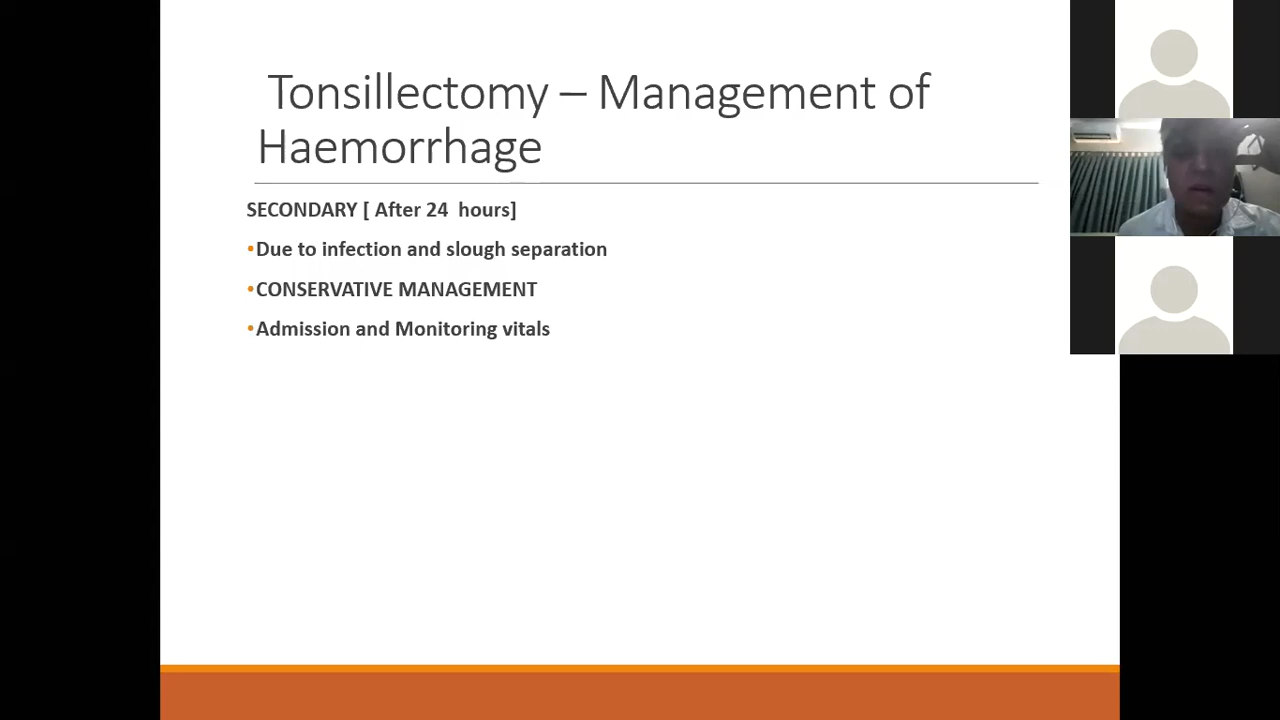 Tonsillectomy – Management of
Haemorrhage
SECONDARY [ After 24 hours]
•Due to infection and slough separation
•CONSERVATIVE MANAGEMENT
•Admission and Monitoring vitals